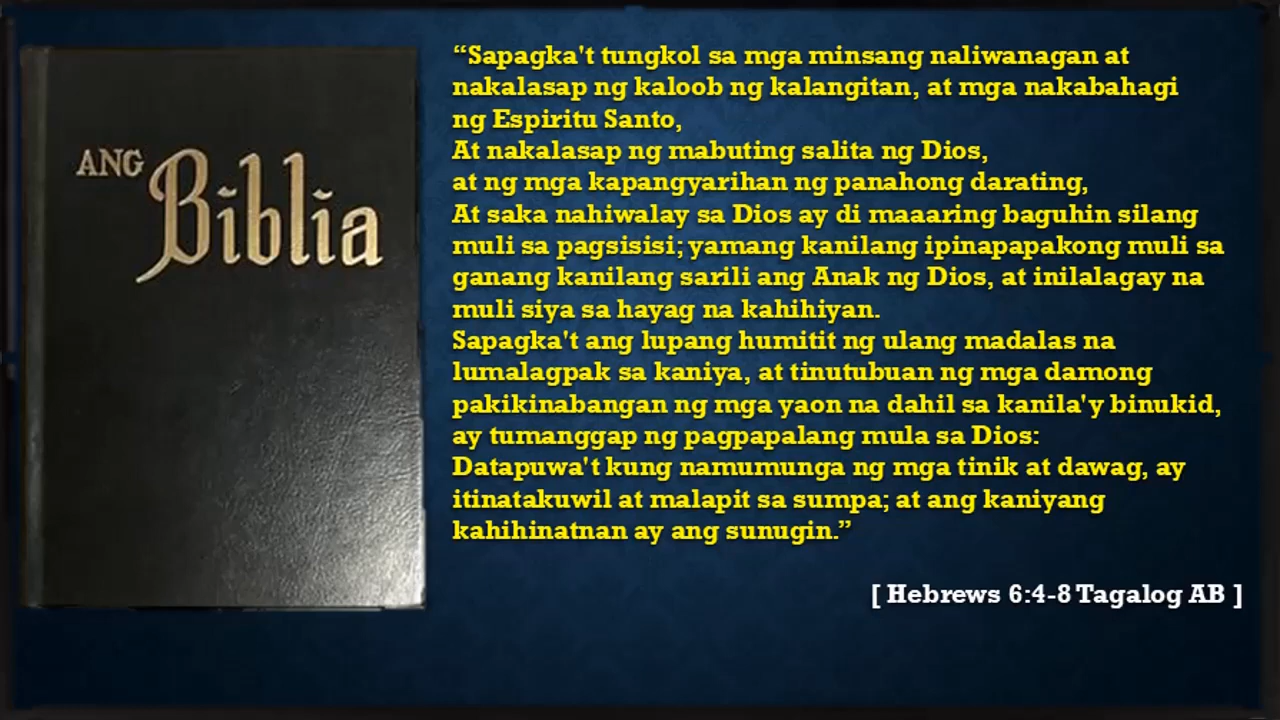 ANG
Biblia
“Sapagka't tungkol sa mga minsang naliwanagan at
nakalasap ng kaloob ng kalangitan, at mga nakabahagi
ng Espiritu Santo,
At nakalasap ng mabuting salita ng Dios,
at ng mga kapangyarihan ng panahong darating,
At saka nahiwalay sa Dios ay di maaaring baguhin silang
muli sa pagsisisi; yamang kanilang ipinapapakong muli sa
ganang kanilang sarili ang Anak ng Dios, at inilalagay na
muli siya sa hayag na kahihiyan.
Sapagka't ang lupang humitit ng ulang madalas na
lumalagpak sa kaniya, at tinutubuan ng mga damong
pakikinabangan ng mga yaon na dahil sa kanila'y binukid,
ay tumanggap ng pagpapalang mula sa Dios:
Datapuwa't kung namumunga ng mga tinik at dawag, ay
itinatakuwil at malapit sa sumpa; at ang kaniyang
kahihinatnan ay ang sunugin.”
[ Hebrews 6:4-8 Tagalog AB ]